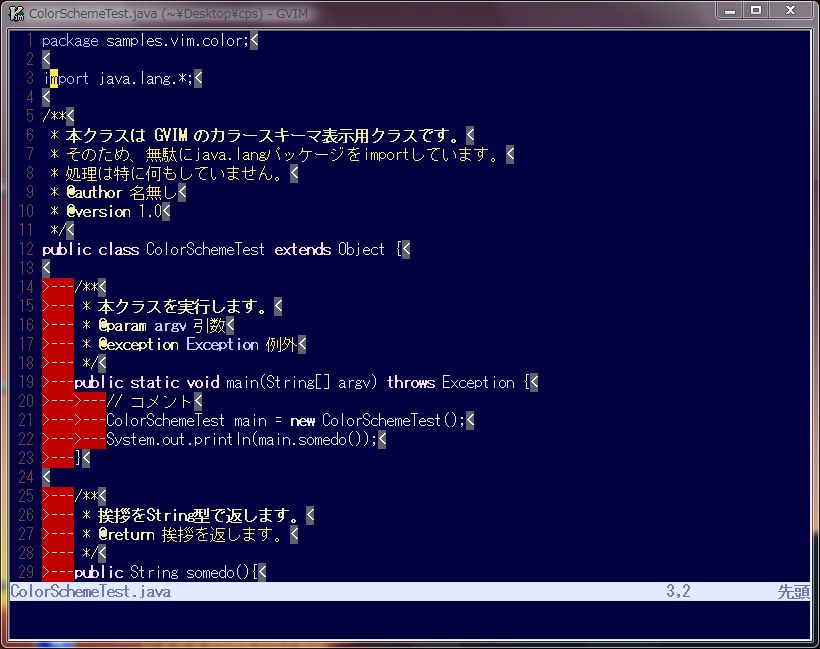 ColorSchemeTest.java (~¥Desktop¥cps) - GVIM
1 package samples.vim.color;<
2 <
3 import java.lang.*;<
4 <
5 /**<
6  * 本クラスは GVIM のカラースキーマ表示用クラスです。<
7  * そのため、無駄にjava.langパッケージをimportしています。<
8  * 処理は特に何もしていません。<
9  * @author 名無し<
10  * @version 1.0<
11  */<
12 public class ColorSchemeTest extends Object {<
13 <
14 >---/**<
15 >--- * 本クラスを実行します。<
16 >--- * @param argv 引数<
17 >--- * @exception Exception 例外<
18 >--- */<
19 >---public static void main(String[] argv) throws Exception {<
20 >--->---// コメント<
21 >--->---ColorSchemeTest main = new ColorSchemeTest();<
22 >--->---System.out.println(main.somedo());<
23 >---}<
24 <
25 >---/**<
26 >--- * 挨拶をString型で返します。<
27 >--- * @return 挨拶を返します。<
28 >--- */<
29 >---public String somedo(){<
ColorSchemeTest.java 3,2 先頭